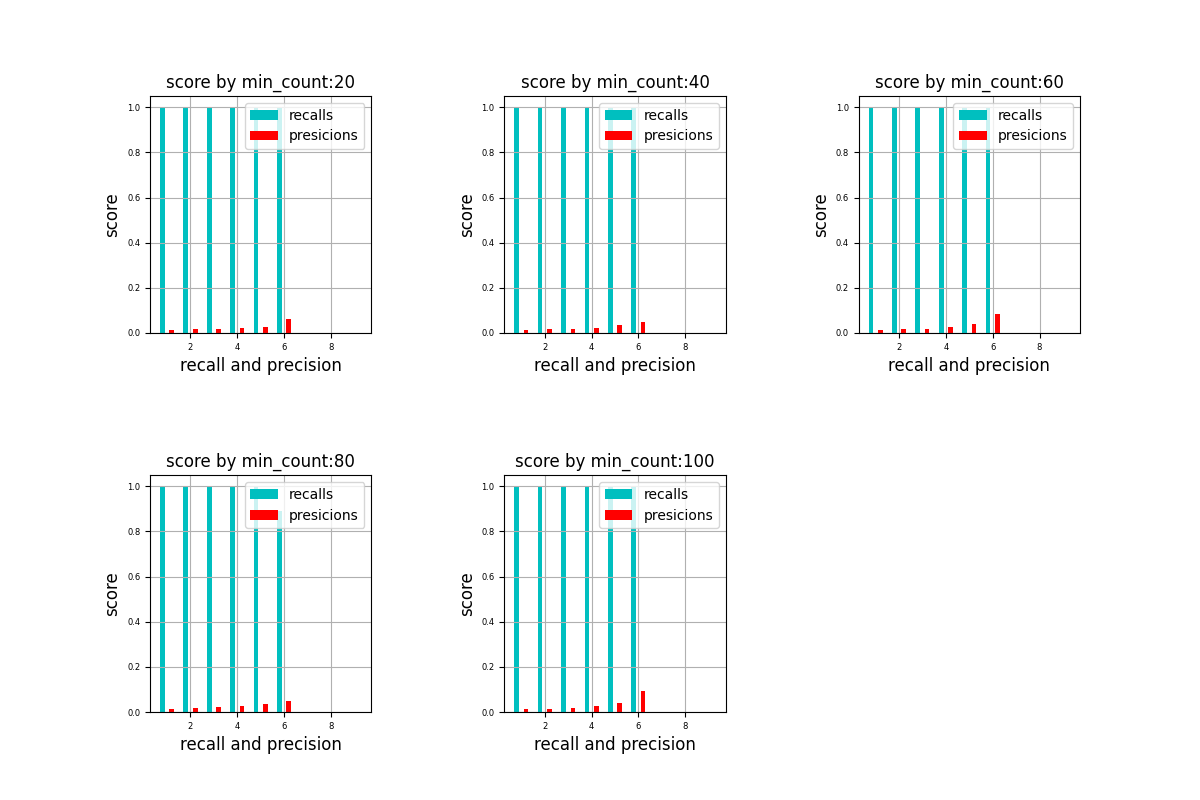 score by min_count:20
1.0
0.8
0.6
0.4
0.2
0.0
score
recalls
presicions
2 4 6 8
recall and precision
score by min_count:40
1.0
0.8
0.6
0.4
0.2
0.0
score
recalls
presicions
2 4 6 8
recall and precision
score by min_count:60
1.0
0.8
0.6
0.4
0.2
0.0
score
recalls
presicions
2 4 6 8
recall and precision
score by min_count:80
1.0
0.8
0.6
0.4
0.2
0.0
score
recalls
presicions
2 4 6 8
recall and precision
score by min_count:100
1.0
0.8
0.6
0.4
0.2
0.0
score
recalls
presicions
2 4 6 8
recall and precision